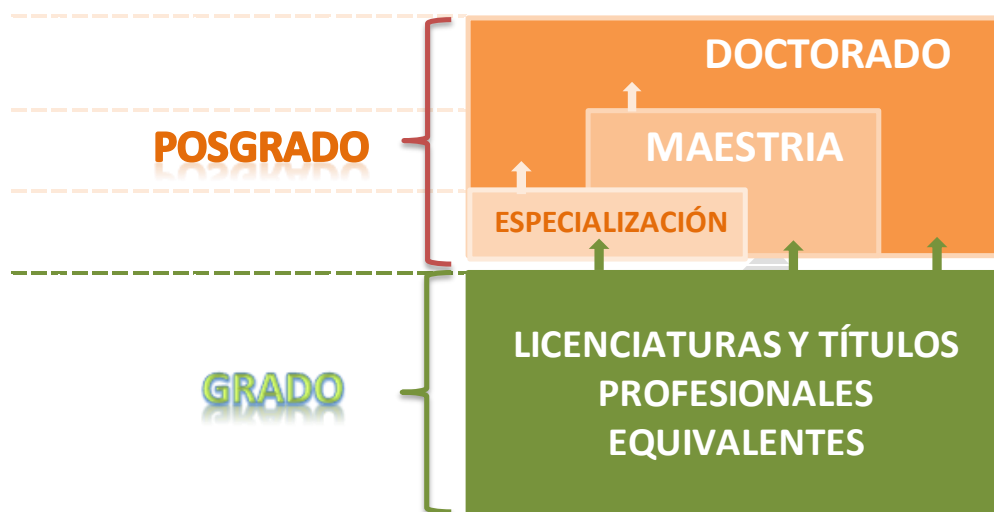 DOCTORADO
MAESTRIA
POSGRADO
ESPECIALIZACIÓN
LICENCIATURAS Y TÍTULOS
PROFESIONALES
EQUIVALENTES
GRADO